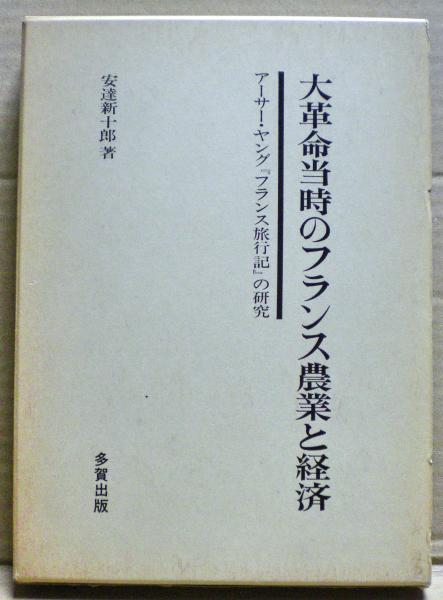 大革命当時のフランス農業と経済
アーサー・ヤング『フランス旅行記』の研究
安達新十郎 著
多賀出版